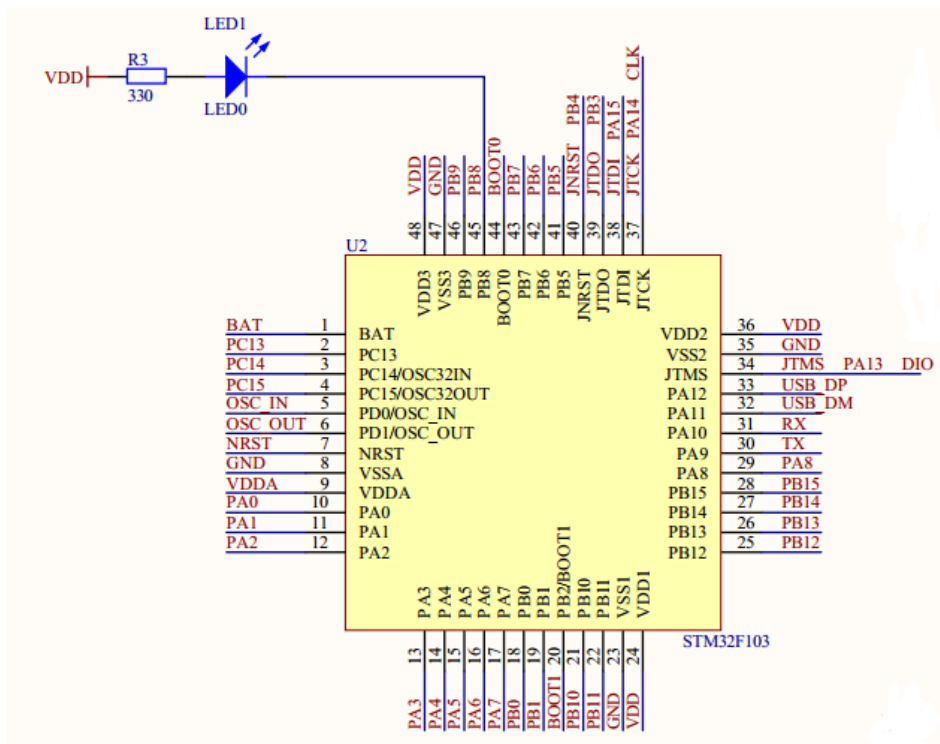 LED1
R3
VDD
330
LED0
CLK
PB4
PB3
PA15
PA14
VDD
GND
PB9
PB8
BOOT0
PB7
PB6
PB5
JNRST
JTDO
JTDI
JTCK
48
47
46
45
44
43
42
41
40
39
38
37
U2
VDD3
VSS3
PB9
PB8
BOOT0
PB7
PB6
PB5
JNRST
JTDO
JTDI
JTCK
BAT 1 BAT
PC13 2 PC13
PC14 3 PC14/OSC32IN
PC15 4 PC15/OSC32OUT
OSC_IN 5 PD0/OSC_IN
OSC_OUT 6 PD1/OSC_OUT
NRST 7 NRST
GND 8 VSSA
VDDA 9 VDDA
PA0 10 PA0
PA1 11 PA1
PA2 12 PA2
VDD2 36 VDD
VSS2 35 GND
JTMS 34 JTMS PA13 DIO
PA12 33 USB_DP
PA11 32 USB_DM
PA10 31 RX
PA9 30 TX
PA8 29 PA8
PB15 28 PB15
PB14 27 PB14
PB13 26 PB13
PB12 25 PB12
PA3
PA4
PA5
PA6
PA7
PB0
PB1
PB2/BOOT1
PB10
PB11
VSS1
VDD1
STM32F103
13
14
15
16
17
18
19
20
21
22
23
24
PA3
PA4
PA5
PA6
PA7
PB0
PB1
BOOT1
PB10
PB11
GND
VDD